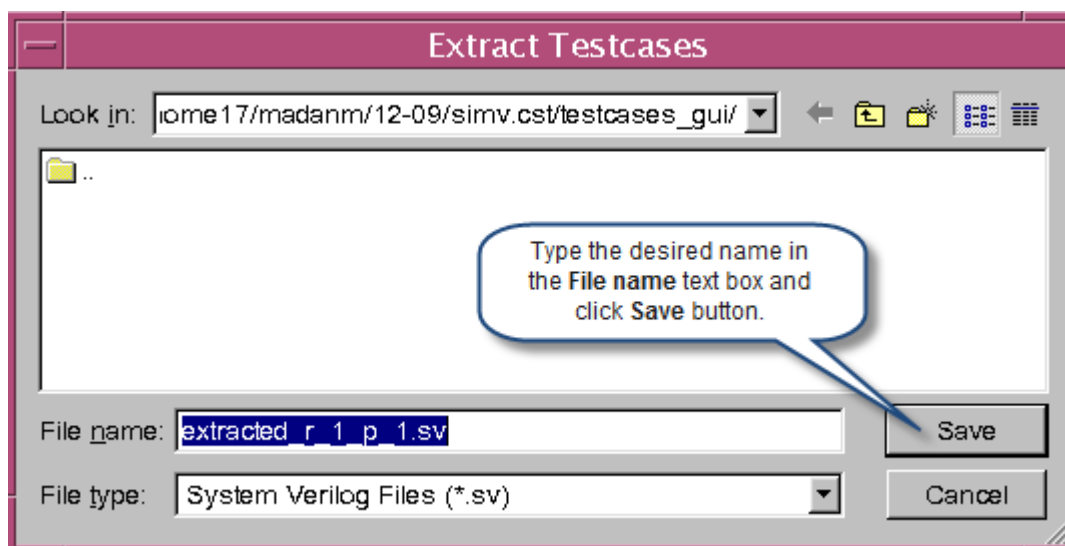 Extract Testcases
Look in: ome17/madanm/12-09/simv.cst/testcases_gui/
..
Type the desired name in
the File name text box and
click Save button.
File name: extracted_r_1_p_1.sv
Save
File type: System Verilog Files (*.sv)
Cancel